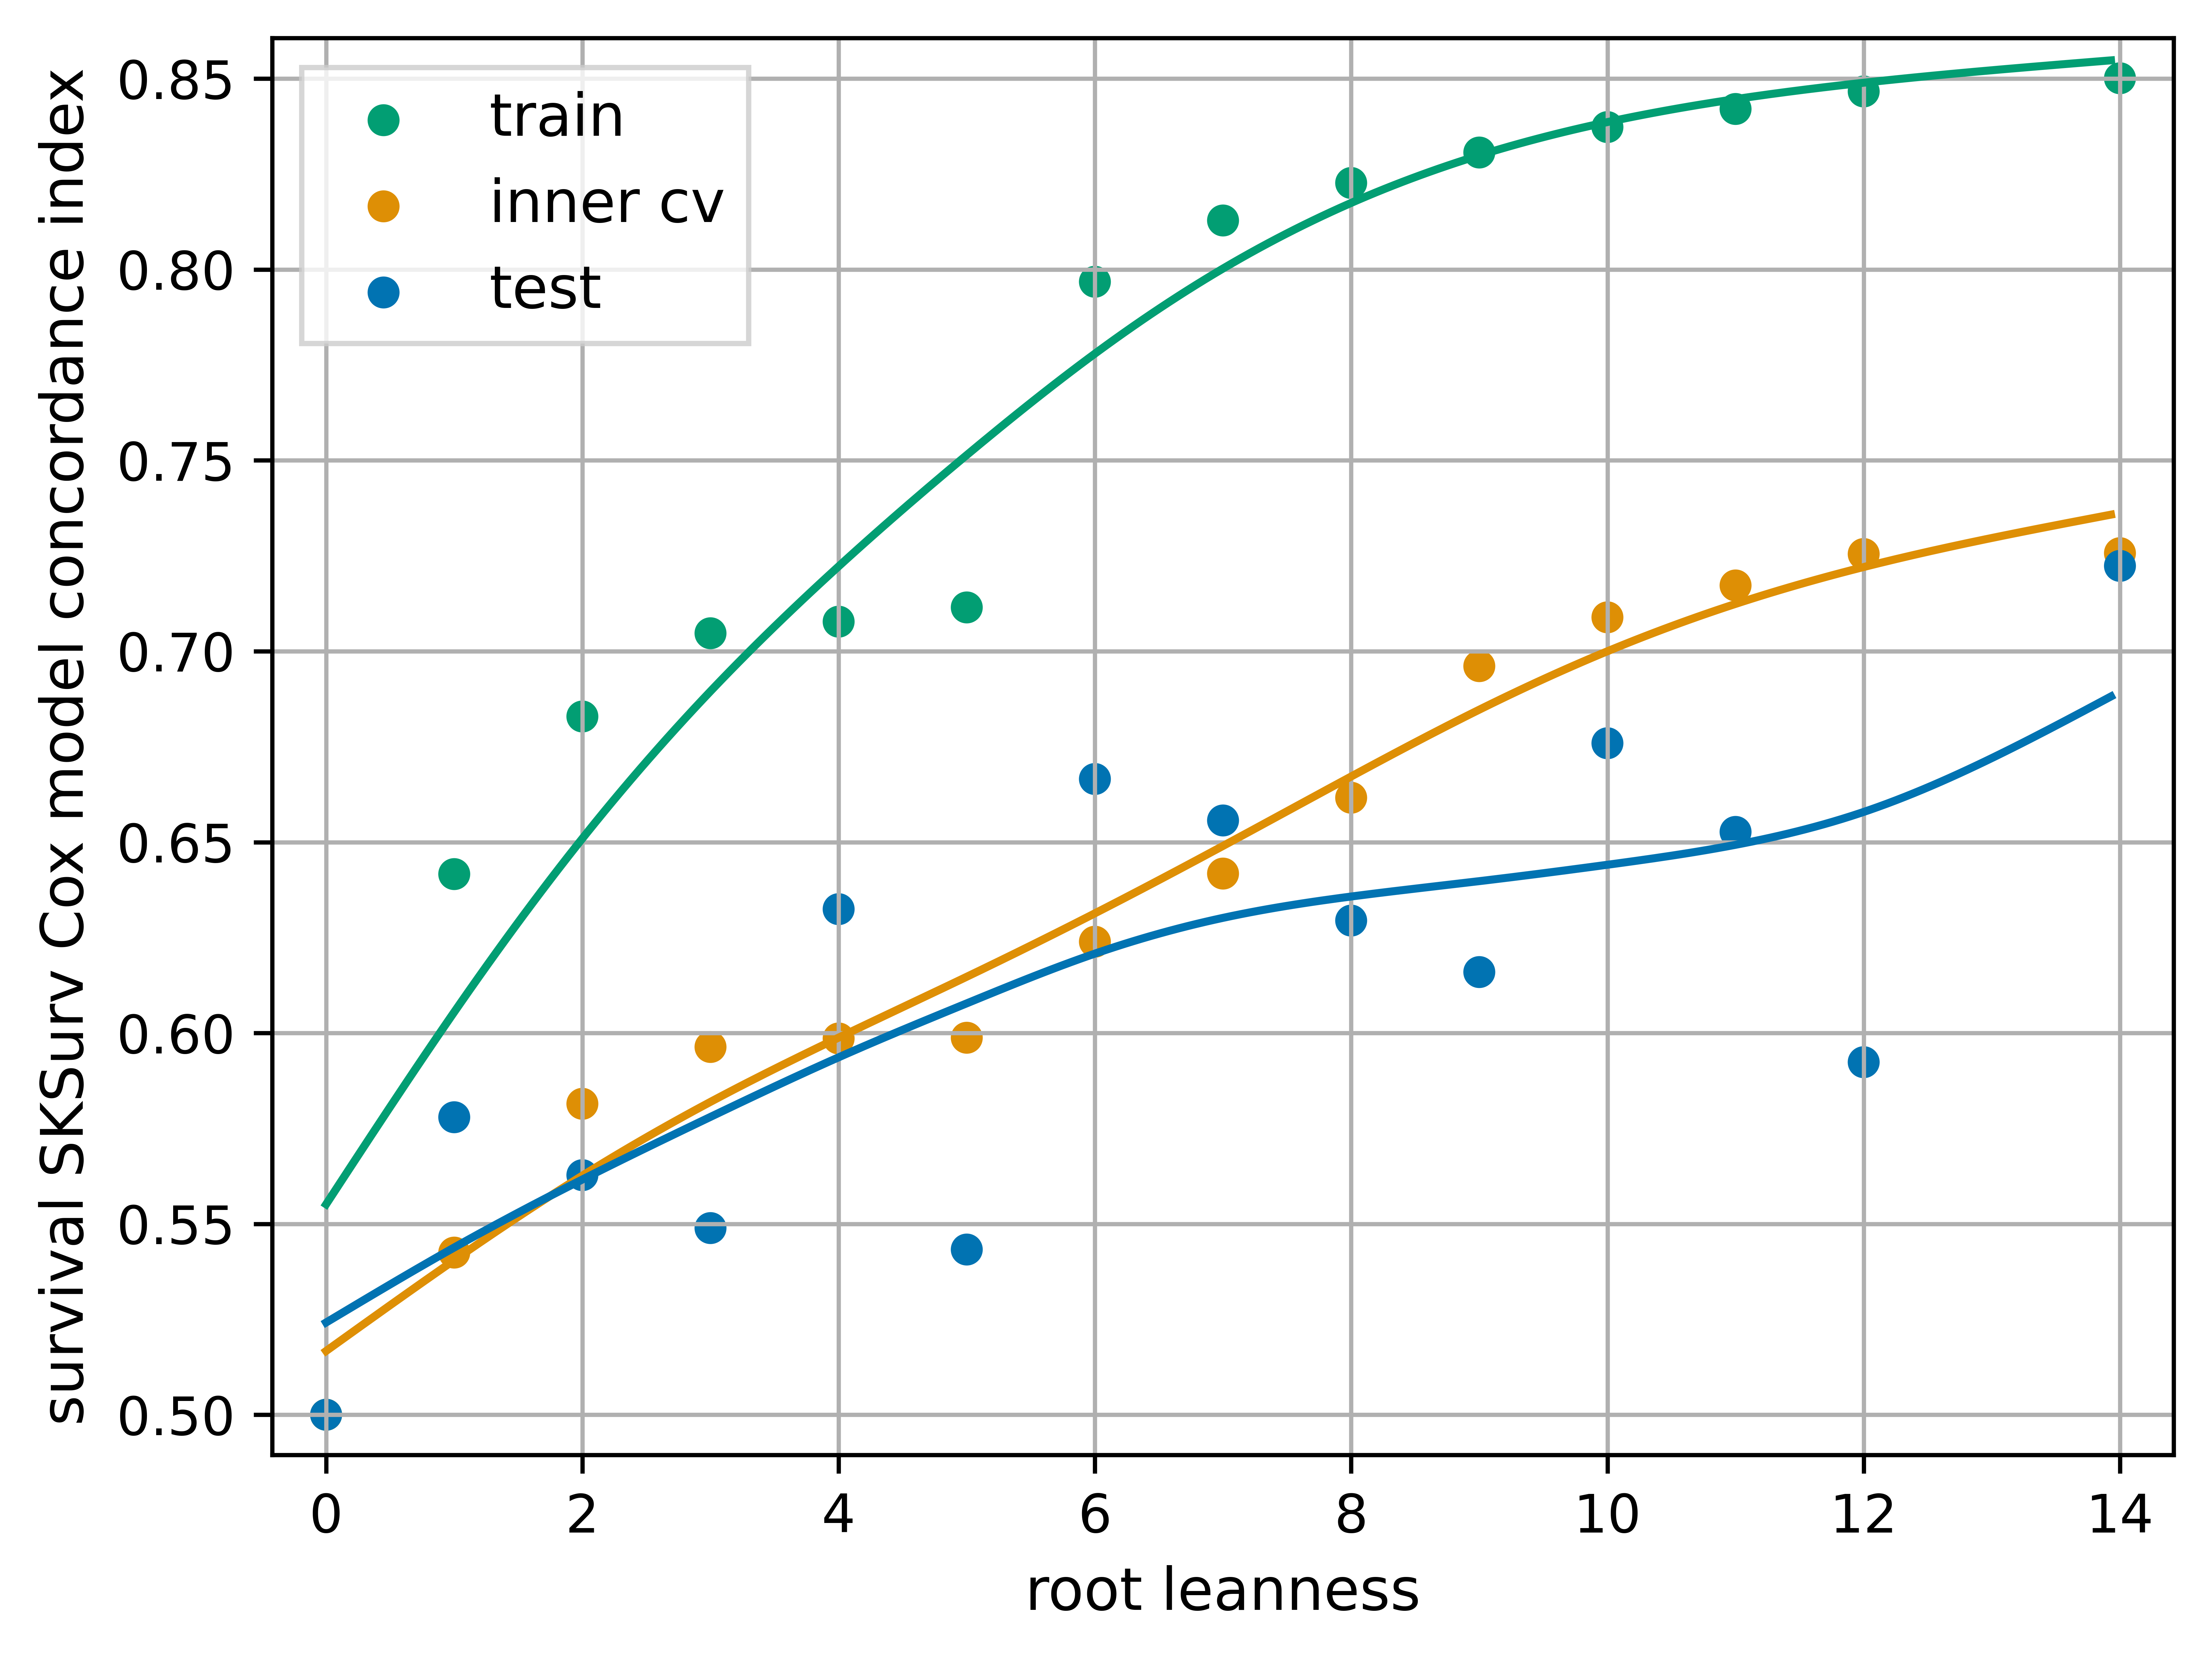 survival SKSurv Cox model concordance index
0.85
0.80
0.75
0.70
0.65
0.60
0.55
0.50
train
inner cv
test
0 2 4 6 8 10 12 14
root leanness